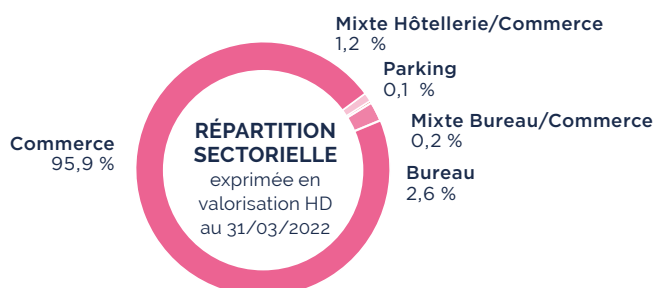 Mixte Hôtellerie/Commerce
1,2 %
Parking
0,1 %
Mixte Bureau/Commerce
0,2 %
Bureau
2,6 %
Commerce
95,9 %
RÉPARTITION
SECTORIELLE
exprimée en
valorisation HD
au 31/03/2022